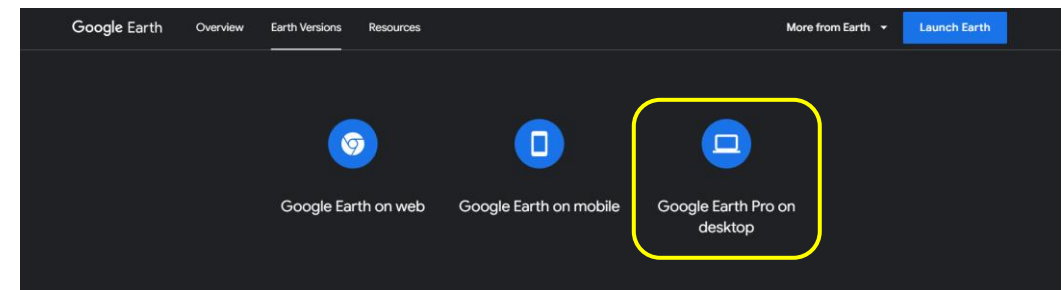 Google Earth Overview Earth Versions Resources More from Earth Launch Earth
Google Earth on web Google Earth on mobile Google Earth Pro on
desktop